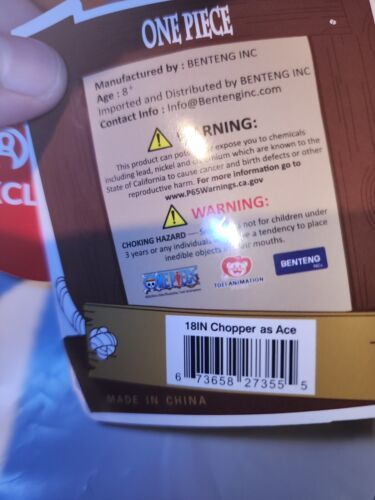 ONE PIECE
Manufactured by : BENTENG INC
Age : 8+
Imported and Distributed by BENTENG INC
Contact Info : Info@Bentenginc.com
WARNING:
This product can expose you to chemicals
including lead, nickel and which are known to the
State of California to cause cancer and birth defects or other
reproductive harm. For more information go to
www.P65Warnings.ca.gov
WARNING:
CHOKING HAZARD — not for children under
3 years or any individuals a tendency to place
inedible objects mouths.
ONE PIECE
TOEI ANIMATION
BENTENG
CL
18IN Chopper as Ace
6 73658 27355 5
MADE IN CHINA